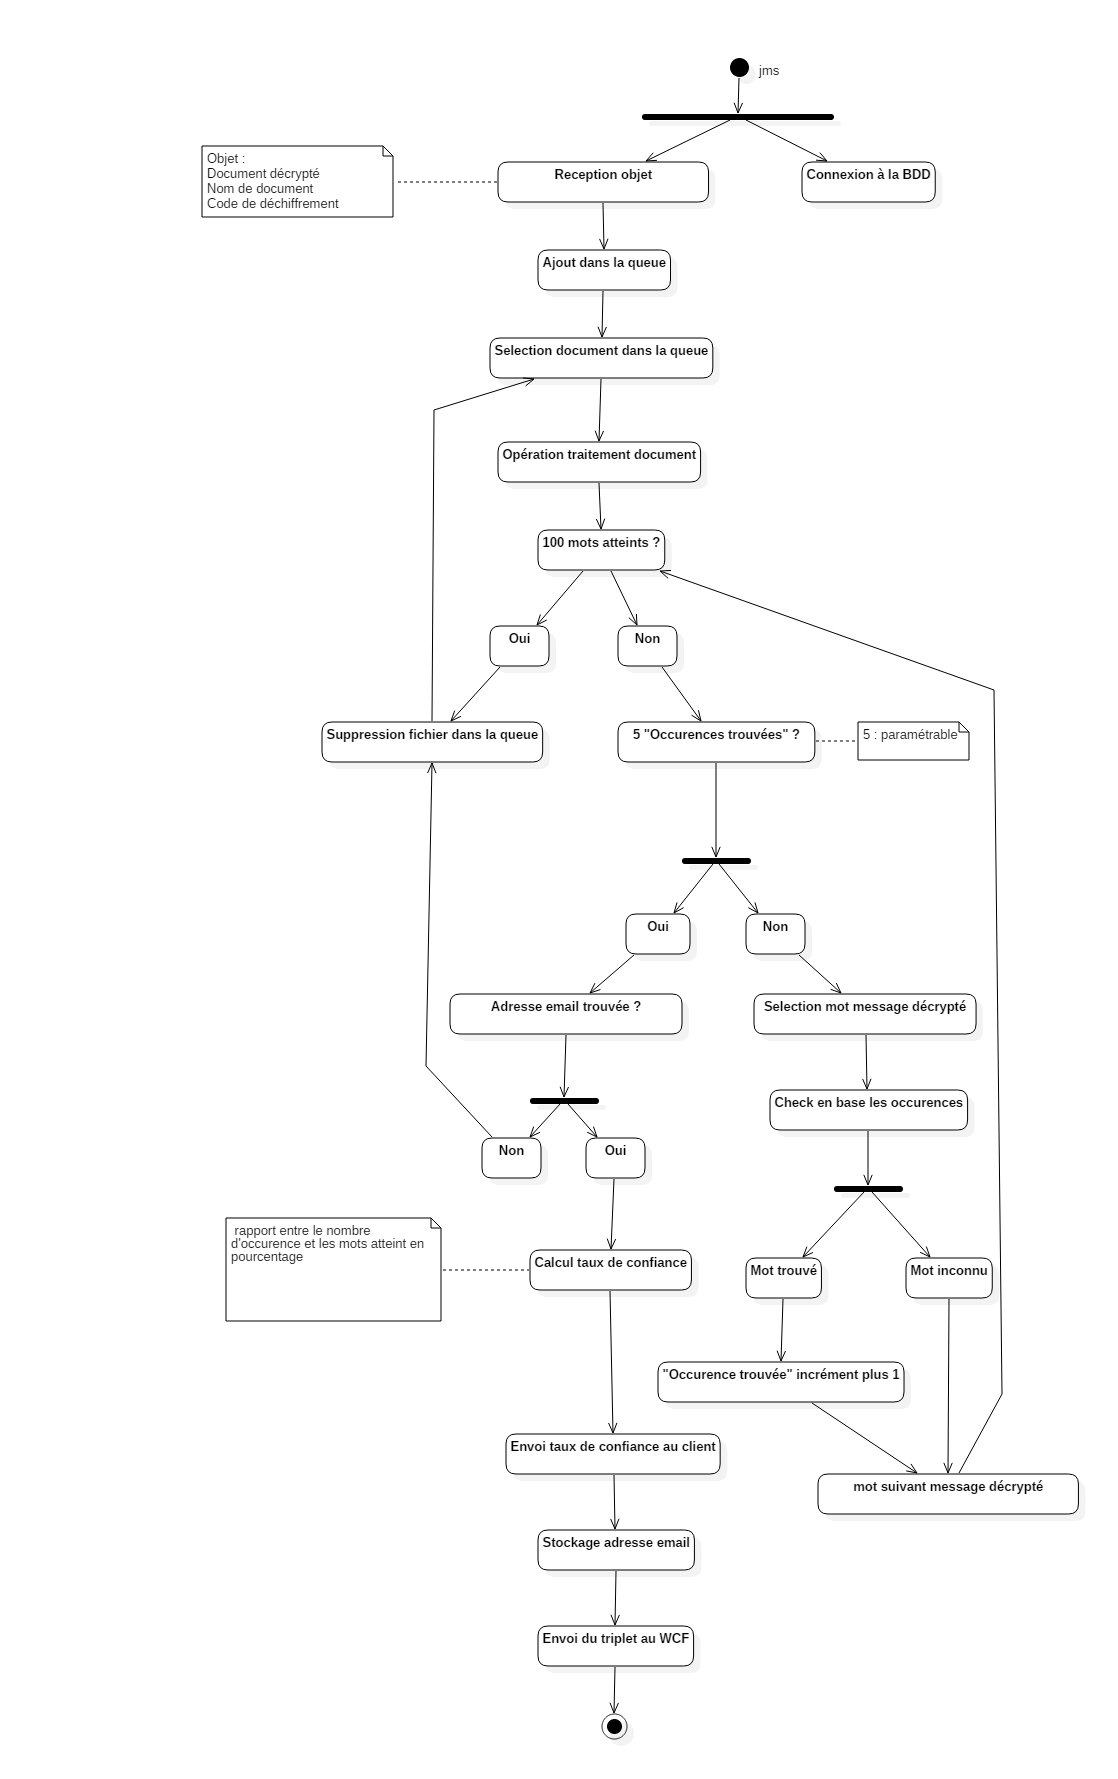 jms
Objet :
Document décrypté
Nom de document
Code de déchiffrement
Reception objet
Connexion à la BDD
Ajout dans la queue
Selection document dans la queue
Opération traitement document
100 mots atteints ?
Oui
Non
Suppression fichier dans la queue
5 "Occurences trouvées" ?
5 : paramétrable
Oui
Non
Adresse email trouvée ?
Selection mot message décrypté
Check en base les occurences
Non
Oui
rapport entre le nombre
d'occurence et les mots atteint en
pourcentage
Calcul taux de confiance
Mot trouvé
Mot inconnu
"Occurence trouvée" incrément plus 1
Envoi taux de confiance au client
mot suivant message décrypté
Stockage adresse email
Envoi du triplet au WCF